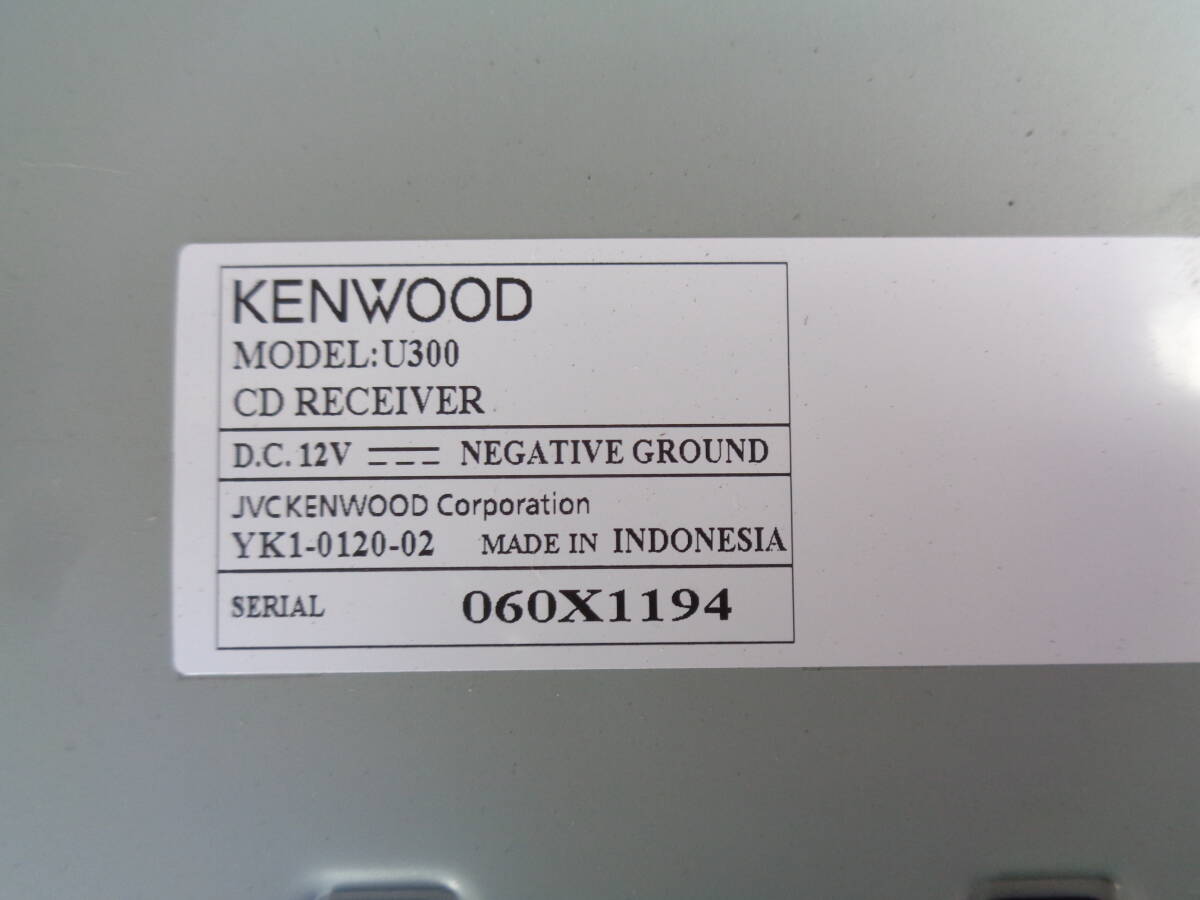 KENWOOD
MODEL:U300
CD RECEIVER
D.C. 12V NEGATIVE GROUND
JVCKENWOOD Corporation
YK1-0120-02 MADE IN INDONESIA
SERIAL 060X1194